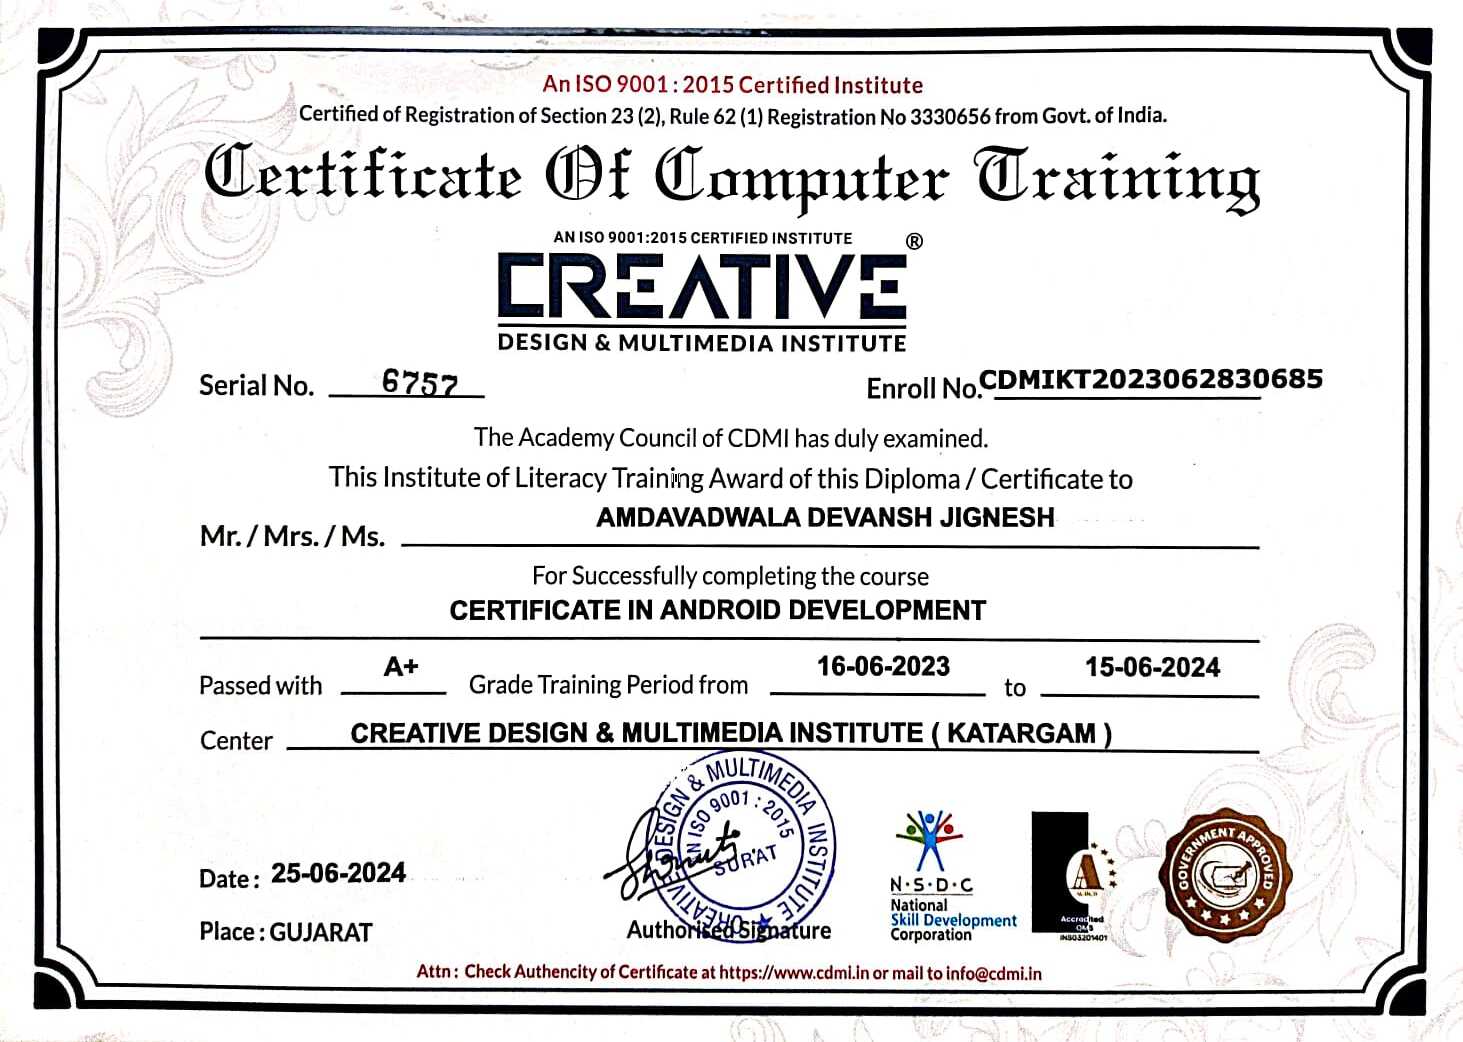 An ISO 9001 : 2015 Certified Institute
Certified of Registration of Section 23 (2), Rule 62 (1) Registration No 3330656 from Govt. of India.
Certificate Of Computer Training
AN ISO 9001:2015 CERTIFIED INSTITUTE ®
CREATIVE
DESIGN & MULTIMEDIA INSTITUTE
Serial No. 6757 Enroll No. CDMIKT2023062830685
The Academy Council of CDMI has duly examined.
This Institute of Literacy Training Award of this Diploma / Certificate to
AMDAVADWALA DEVANSH JIGNESH
Mr. / Mrs. / Ms.
For Successfully completing the course
CERTIFICATE IN ANDROID DEVELOPMENT
Passed with A+ Grade Training Period from 16-06-2023 to 15-06-2024
Center CREATIVE DESIGN & MULTIMEDIA INSTITUTE ( KATARGAM )
CREATIVE DESIGN & MULTIMEDIA INSTITUTE
AN ISO 9001 : 2015
SURAT
Date : 25-06-2024
Place : GUJARAT
Authorised Signature
N·S·D·C
National
Skill Development
Corporation
A
Accredited
QMS
INS03201401
GOVERNMENT APPROVED
Attn : Check Authencity of Certificate at https://www.cdmi.in or mail to info@cdmi.in